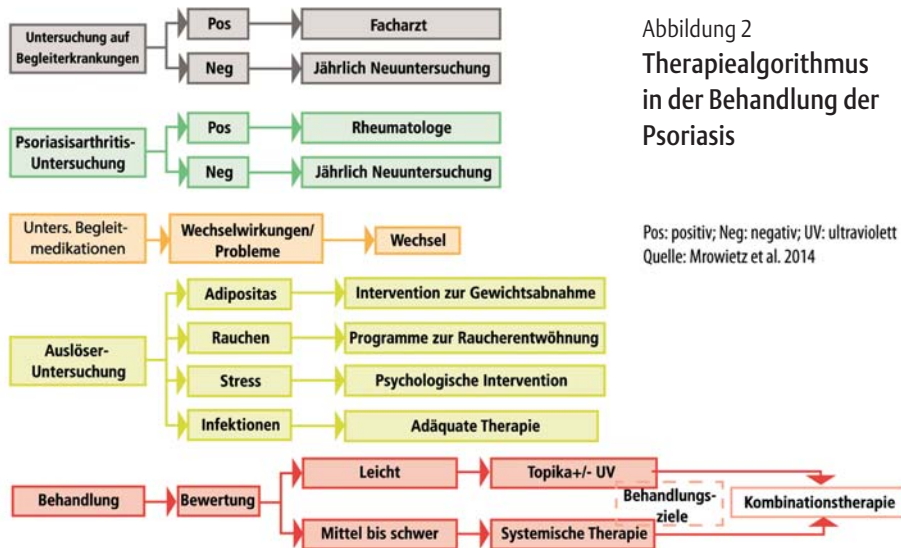 Abbildung 2
Therapiealgorithmus
in der Behandlung der
Psoriasis
Pos: positiv; Neg: negativ; UV: ultraviolett
Quelle: Mrowietz et al. 2014
Untersuchung auf
Begleiterkrankungen
Pos
Facharzt
Neg
Jährlich Neuuntersuchung
Psoriasisarthritis-
Untersuchung
Pos
Rheumatologe
Neg
Jährlich Neuuntersuchung
Unters. Begleit-
medikationen
Wechselwirkungen/
Probleme
Wechsel
Auslöser-
Untersuchung
Adipositas
Intervention zur Gewichtsabnahme
Rauchen
Programme zur Raucherentwöhnung
Stress
Psychologische Intervention
Infektionen
Adäquate Therapie
Behandlung
Bewertung
Leicht
Topika+/- UV
Mittel bis schwer
Systemische Therapie
Behandlungs-
ziele
Kombinationstherapie